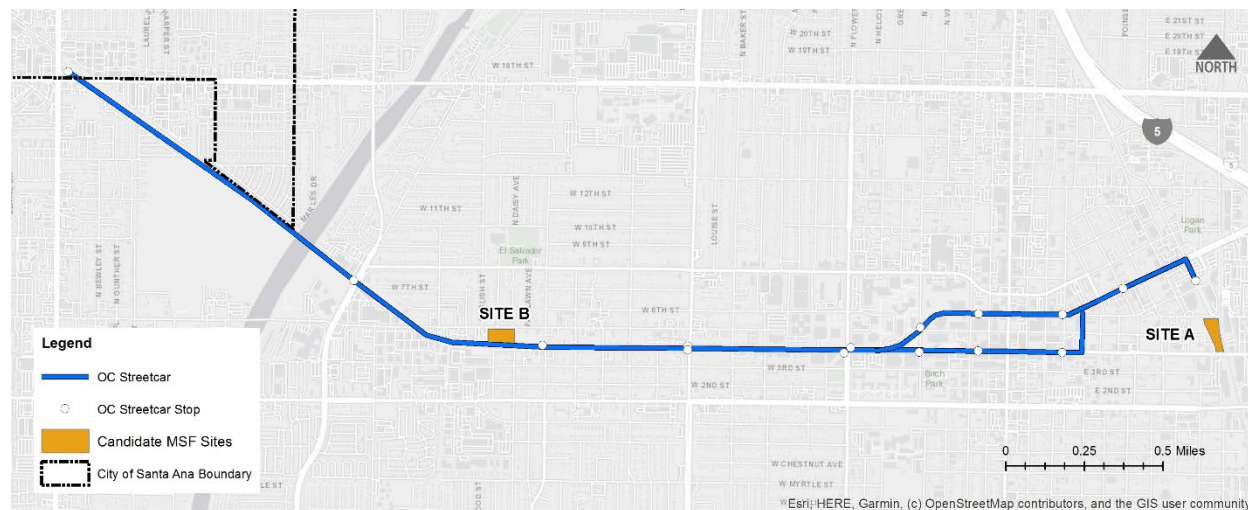 W 20TH ST
W 19TH ST
E 21ST ST
E 20TH ST
E 19TH ST
NORTH
5
5
W 16TH ST
N BAKER ST
LOUISE ST
N DAISY AVE
W 12TH ST
W 11TH ST
W 10TH ST
W 9TH ST
El Salvador
Park
Logan
Park
N BEWLEY ST
N GUNTHER ST
W 7TH ST
W 6TH ST
SITE B
SITE A
W 3RD ST
W 2ND ST
Birch
Park
E 3RD ST
E 2ND ST
Legend
OC Streetcar
OC Streetcar Stop
Candidate MSF Sites
City of Santa Ana Boundary
0 0.25 0.5 Miles
W CHESTNUT AVE
W MYRTLE ST
Esri, HERE, Garmin, (c) OpenStreetMap contributors, and the GIS user community